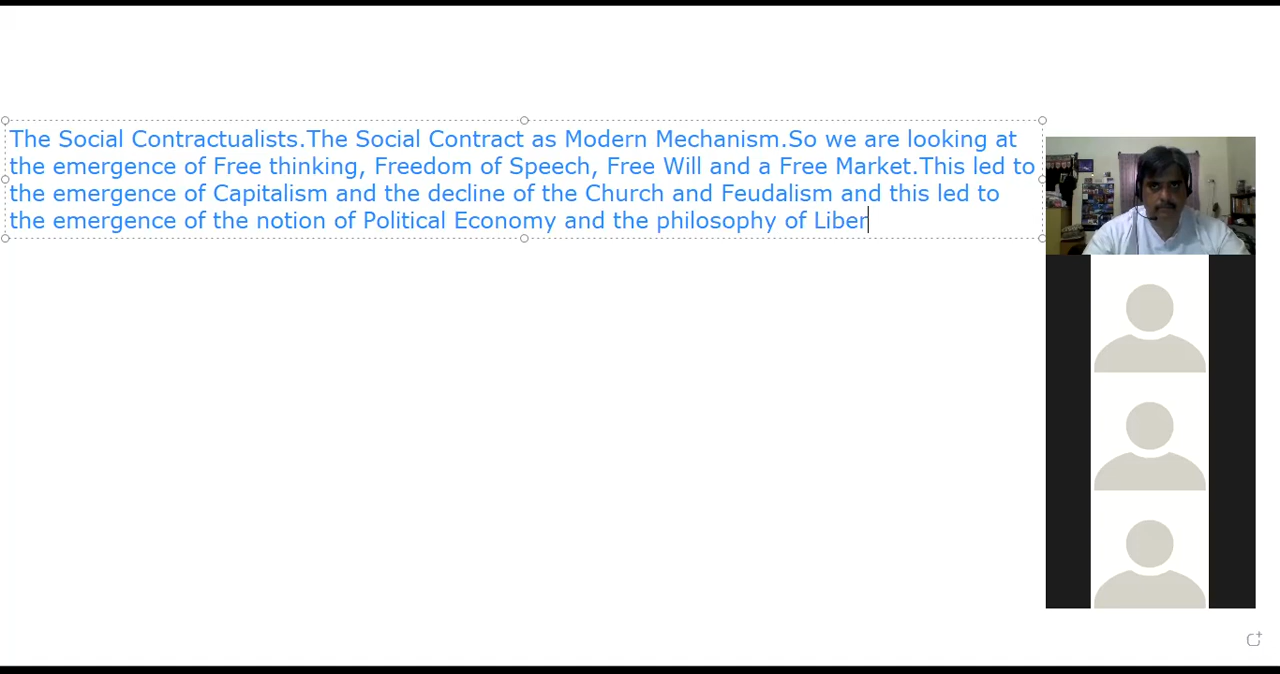 The Social Contractualists.The Social Contract as Modern Mechanism.So we are looking at
the emergence of Free thinking, Freedom of Speech, Free Will and a Free Market.This led to
the emergence of Capitalism and the decline of the Church and Feudalism and this led to
the emergence of the notion of Political Economy and the philosophy of Liber